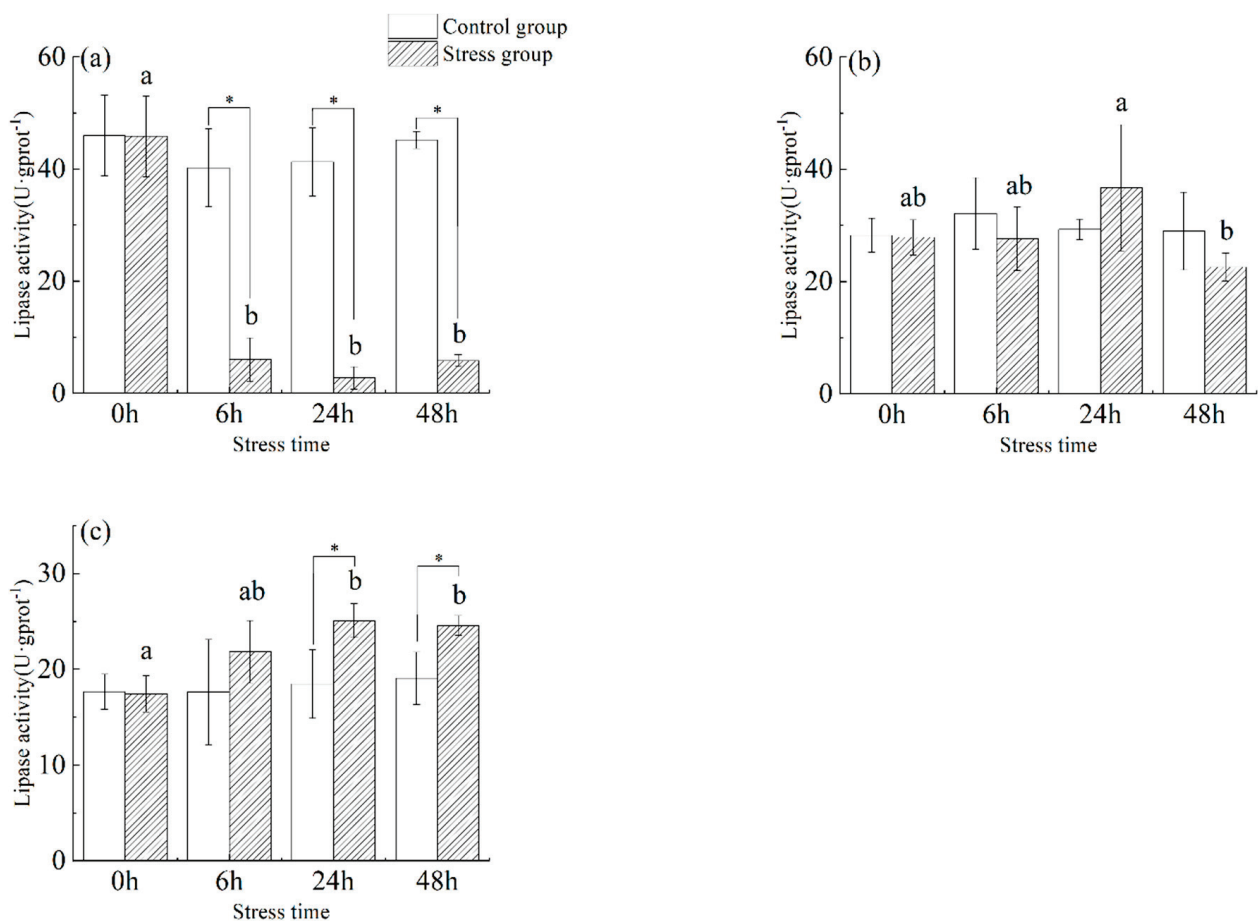 Control group
Stress group
(a)
60
40
20
0
Lipase activity(U·gprot⁻¹)
a
*
*
*
b
b
b
0h 6h 24h 48h
Stress time
(b)
60
40
20
0
Lipase activity(U·gprot⁻¹)
ab
ab
a
b
0h 6h 24h 48h
Stress time
(c)
30
20
10
0
Lipase activity(U·gprot⁻¹)
a
ab
*
b
*
b
0h 6h 24h 48h
Stress time